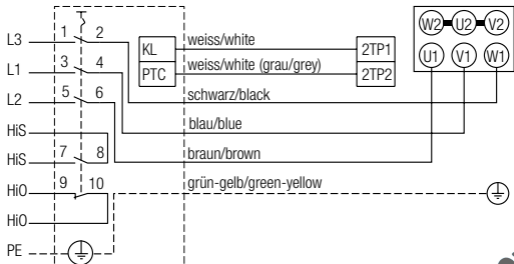 L3 1 2
KL weiss/white 2TP1
W2 U2 V2
L1 3 4
PTC weiss/white (grau/grey) 2TP2
U1 V1 W1
L2 5 6
schwarz/black
HiS
blau/blue
HiS 7 8
braun/brown
HiO 9 10
grün-gelb/green-yellow
HiO
PE